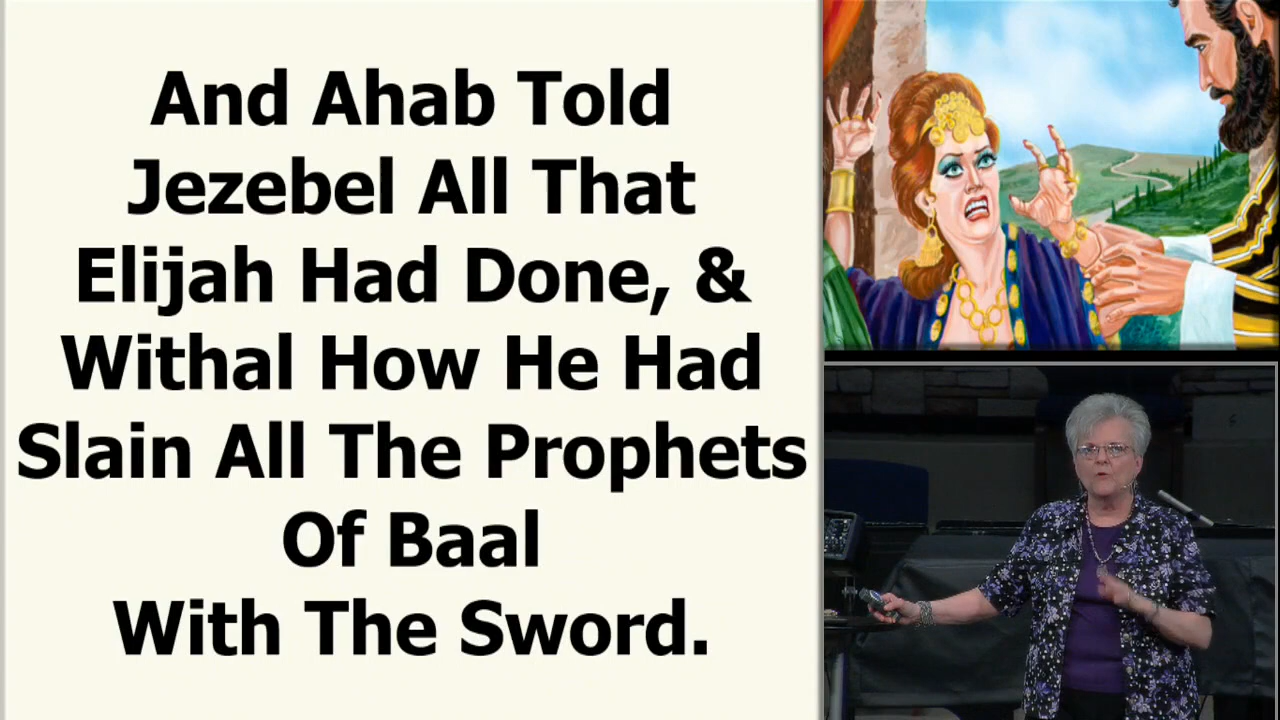 And Ahab Told
Jezebel All That
Elijah Had Done, &
Withal How He Had
Slain All The Prophets
Of Baal
With The Sword.